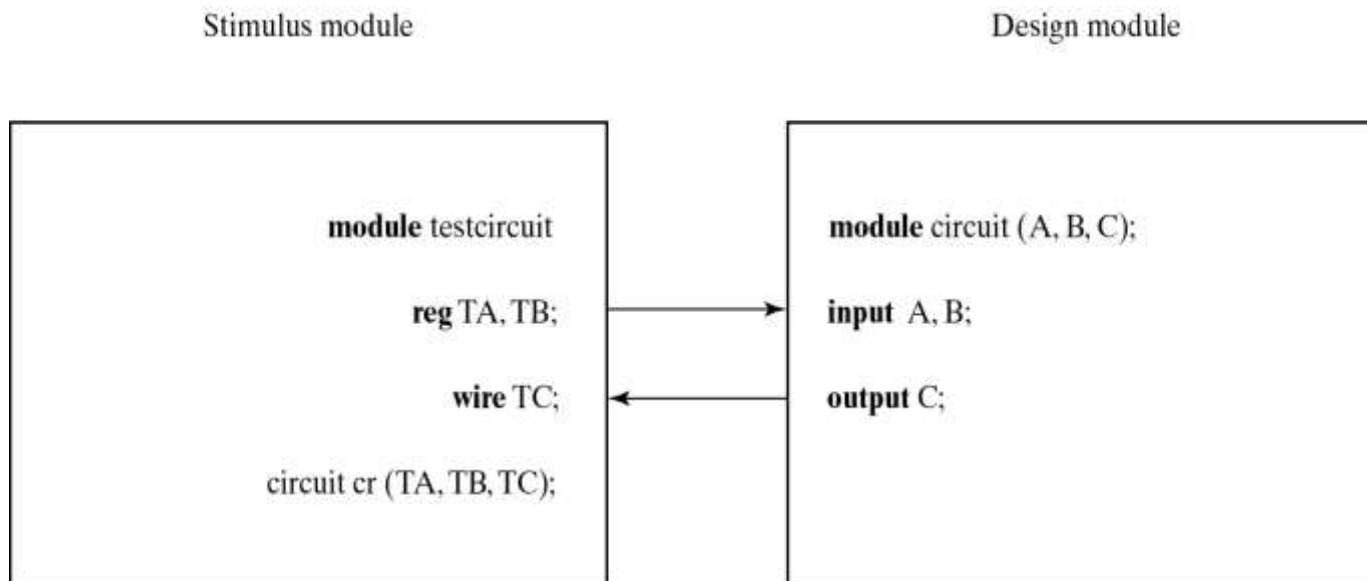 Stimulus module
Design module
module testcircuit
reg TA, TB;
wire TC;
circuit cr (TA, TB, TC);
module circuit (A, B, C);
input A, B;
output C;